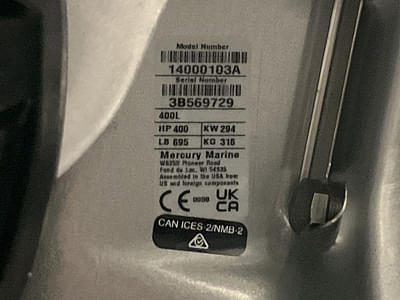 Model Number
14000103A
Serial Number
3B569729
400L
HP 400 KW 294
LB 695 KG 316
Mercury Marine
W6250 Pioneer Road
Fond du Lac, WI 54935
Assembled in the USA from
US and foreign components
CE 0098 UK CA
CAN ICES-2/NMB-2